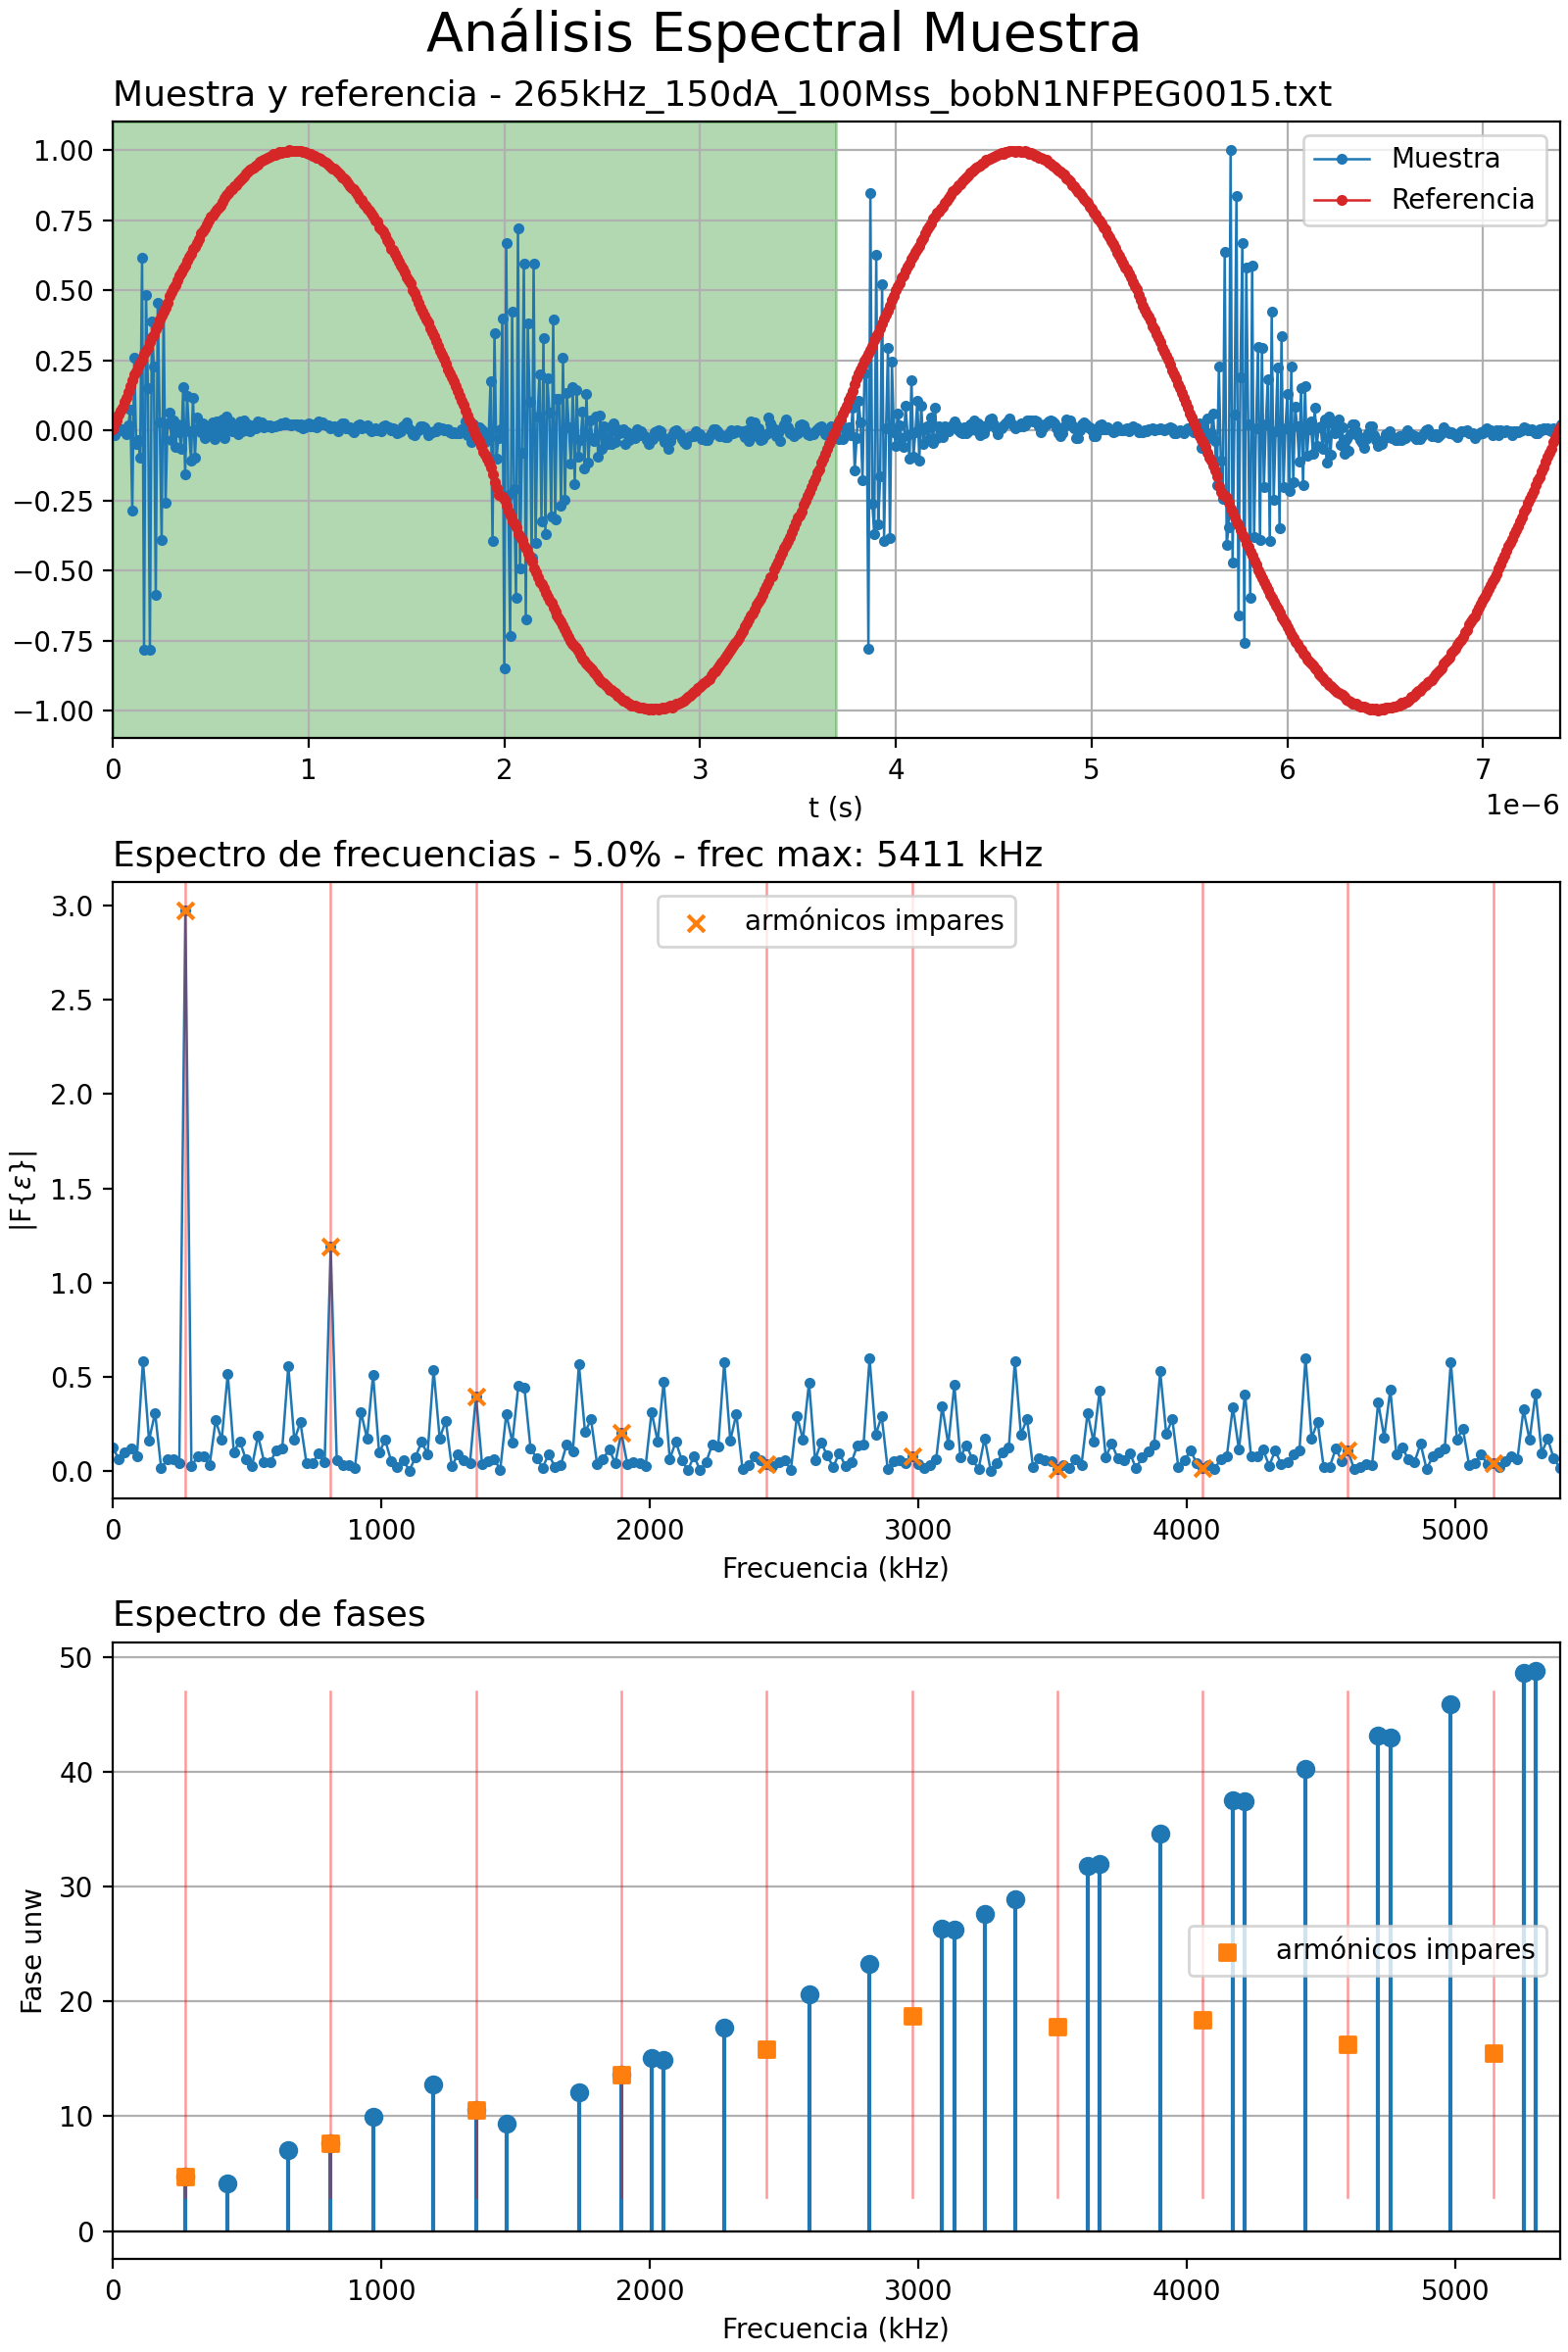 Análisis Espectral Muestra
Muestra y referencia - 265kHz_150dA_100Mss_bobN1NFPEG0015.txt
1.00
0.75
0.50
0.25
0.00
−0.25
−0.50
−0.75
−1.00
Muestra
Referencia
0 1 2 3 4 5 6 7
1e−6
t (s)
Espectro de frecuencias - 5.0% - frec max: 5411 kHz
3.0
2.5
2.0
1.5
1.0
0.5
0.0
|F{ε}|
armónicos impares
0 1000 2000 3000 4000 5000
Frecuencia (kHz)
Espectro de fases
50
40
30
20
10
0
Fase unw
armónicos impares
0 1000 2000 3000 4000 5000
Frecuencia (kHz)